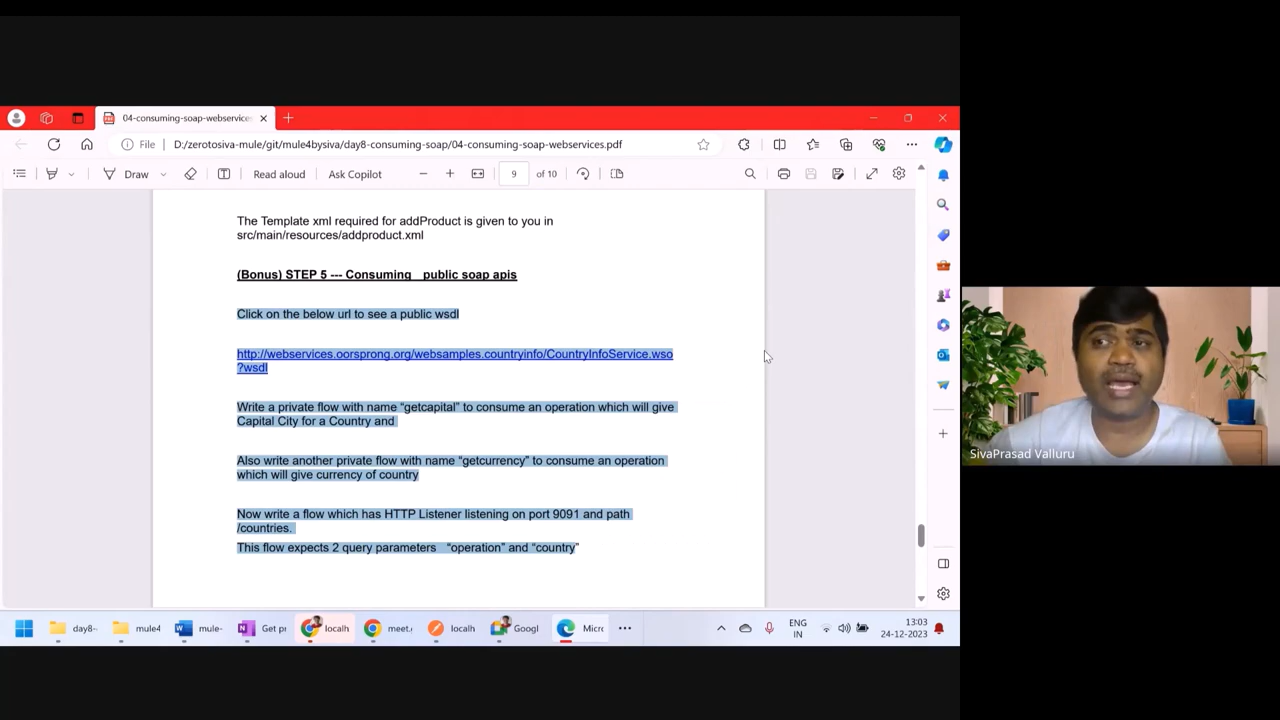 04-consuming-soap-webservices
File
D:/zerotosiva-mule/git/mule4bysiva/day8-consuming-soap/04-consuming-soap-webservices.pdf
Draw
Read aloud
Ask Copilot
9 of 10
The Template xml required for addProduct is given to you in
src/main/resources/addproduct.xml
(Bonus) STEP 5 --- Consuming public soap apis
Click on the below url to see a public wsdl
http://webservices.oorsprong.org/websamples.countryinfo/CountryInfoService.wso
?wsdl
Write a private flow with name “getcapital” to consume an operation which will give
Capital City for a Country and
Also write another private flow with name “getcurrency” to consume an operation
which will give currency of country
Now write a flow which has HTTP Listener listening on port 9091 and path
/countries.
This flow expects 2 query parameters “operation” and “country”
SivaPrasad Valluru
day8-
mule4
mule-
Get pr
localh
meet.
localh
Googl
Micro
ENG
IN
13:03
24-12-2023